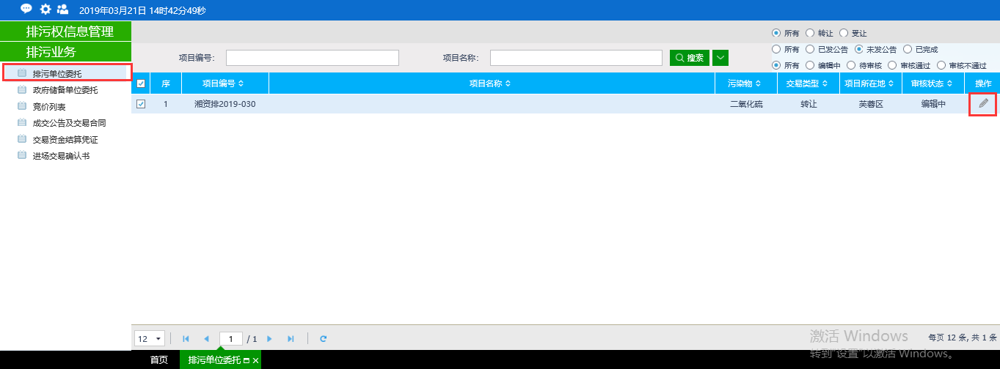 2019年03月21日 14时42分49秒
排污权信息管理
排污业务
排污单位委托
政府储备单位委托
竞价列表
成交公告及交易合同
交易资金结算凭证
进场交易确认书
所有 转让 受让
项目编号： 项目名称： 搜索
所有 已发公告 未发公告 已完成
所有 编辑中 待审核 审核通过 审核不通过
序 项目编号 项目名称 污染物 交易类型 项目所在地 审核状态 操作
1 湘资排2019-030 二氧化硫 转让 芙蓉区 编辑中
12 1 / 1 每页 12 条, 共 1 条
激活 Windows
转到"设置"以激活 Windows。
首页 排污单位委托